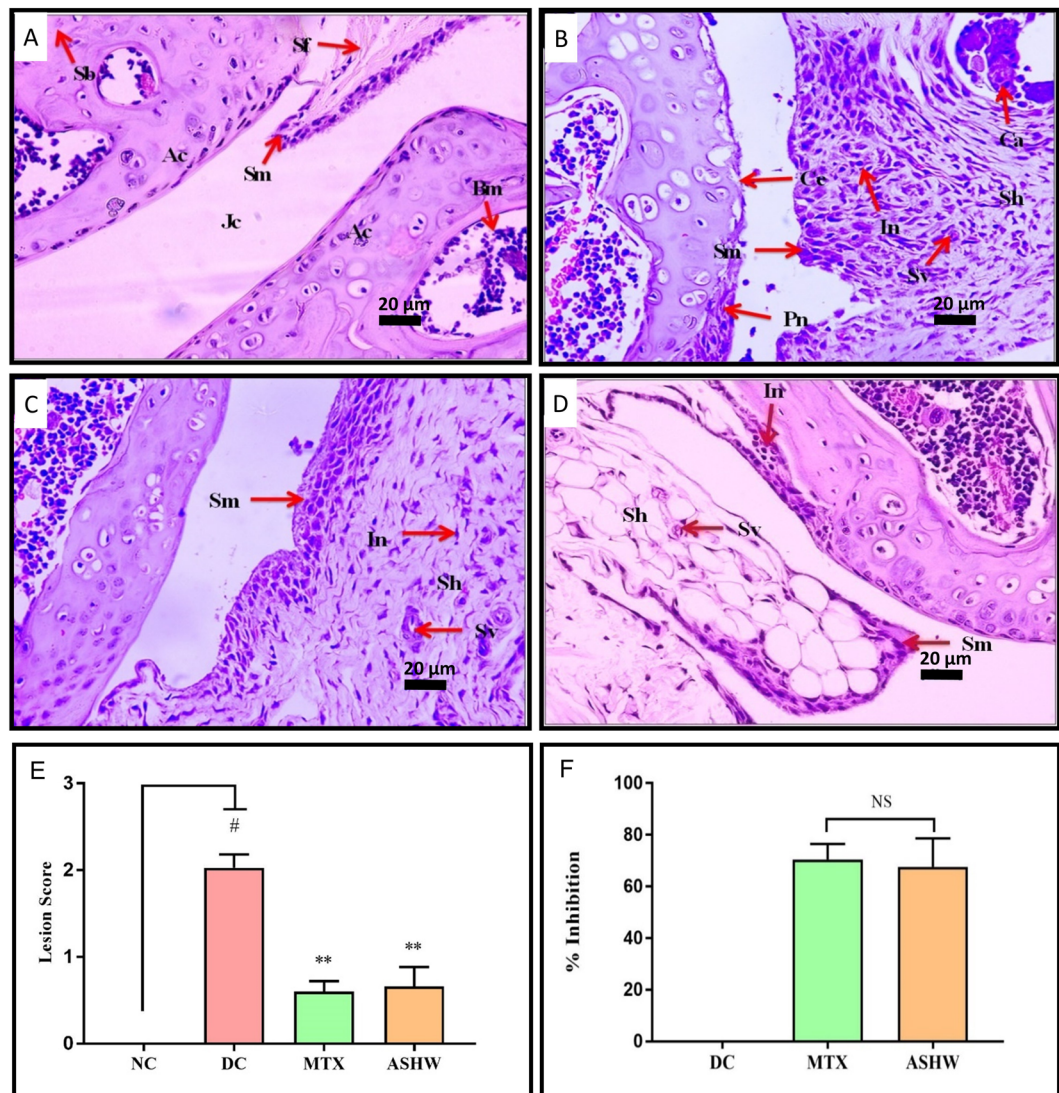 A
Sb
Sf
Ac
Sm
Jc
Ac
Bm
20 µm
B
Ca
Ce
In
Sh
Sm
Sv
Pn
20 µm
C
Sm
In
Sh
Sv
20 µm
D
In
Sh
Sv
Sm
20 µm
E
3
2
1
0
Lesion Score
#
**
**
NC DC MTX ASHW
F
100
80
60
40
20
0
% Inhibition
NS
DC MTX ASHW